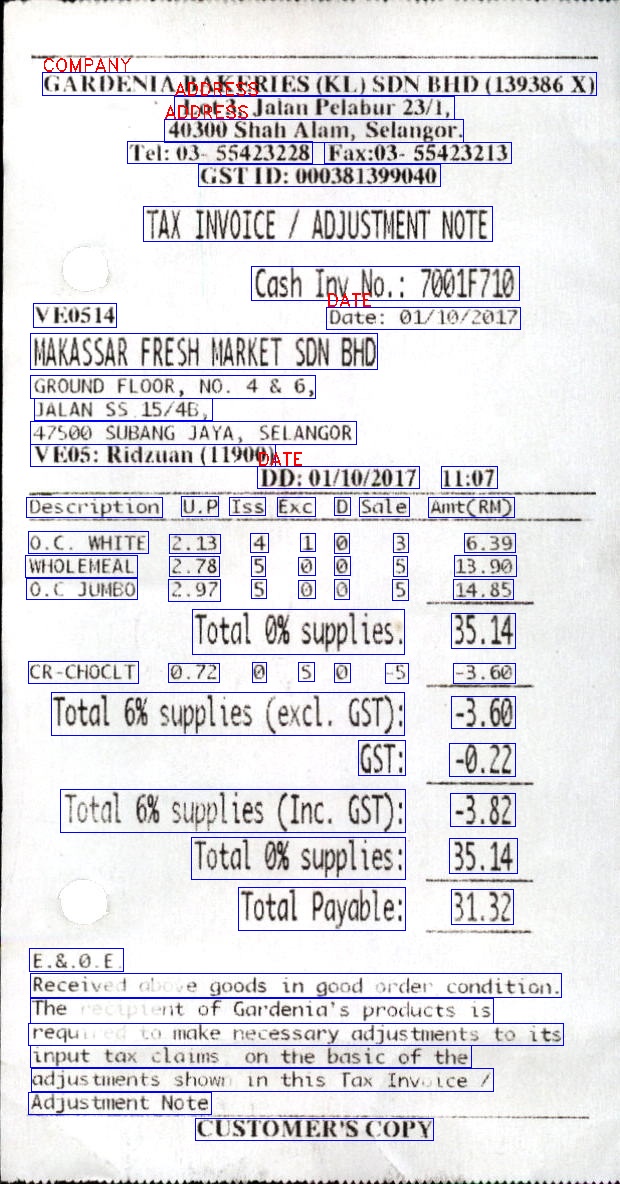 COMPANY
GARDENIA BAKERIES (KL) SDN BHD (139386 X)
ADDRESS
Lot 3, Jalan Pelabur 23/1,
ADDRESS
40300 Shah Alam, Selangor.
Tel: 03- 55423228 Fax:03- 55423213
GST ID: 000381399040
TAX INVOICE / ADJUSTMENT NOTE
Cash Inv No.: 7001F710
DATE
VE0514 Date: 01/10/2017
MAKASSAR FRESH MARKET SDN BHD
GROUND FLOOR, NO. 4 & 6,
JALAN SS 15/4B,
47500 SUBANG JAYA, SELANGOR
VE05: Ridzuan (11900)
DATE
DD: 01/10/2017 11:07
Description U.P Iss Exc D Sale Amt(RM)
O.C. WHITE 2.13 4 1 0 3 6.39
WHOLEMEAL 2.78 5 0 0 5 13.90
O.C JUMBO 2.97 5 0 0 5 14.85
Total 0% supplies: 35.14
CR-CHOCLT 0.72 0 5 0 -5 -3.60
Total 6% supplies (excl. GST): -3.60
GST: -0.22
Total 6% supplies (Inc. GST): -3.82
Total 0% supplies: 35.14
Total Payable: 31.32
E.&.O.E.
Received above goods in good order condition.
The recipient of Gardenia's products is
required to make necessary adjustments to its
input tax claims on the basic of the
adjustments shown in this Tax Invoice /
Adjustment Note
CUSTOMER'S COPY